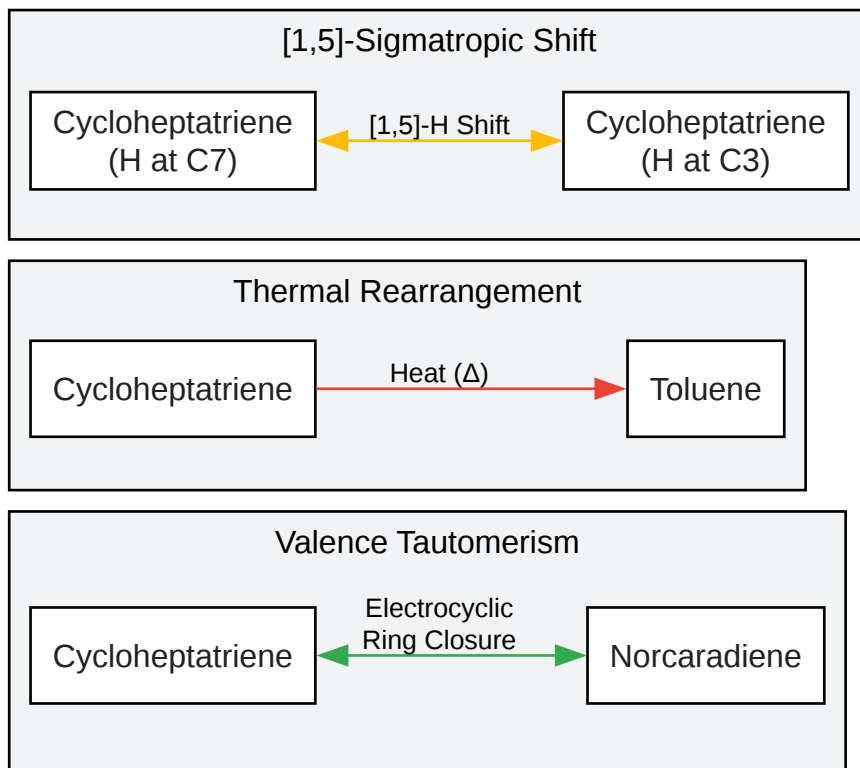 [1,5]-Sigmatropic Shift
Cycloheptatriene
(H at C7)
[1,5]-H Shift
Cycloheptatriene
(H at C3)
Thermal Rearrangement
Cycloheptatriene
Heat (Δ)
Toluene
Valence Tautomerism
Cycloheptatriene
Electrocyclic
Ring Closure
Norcaradiene